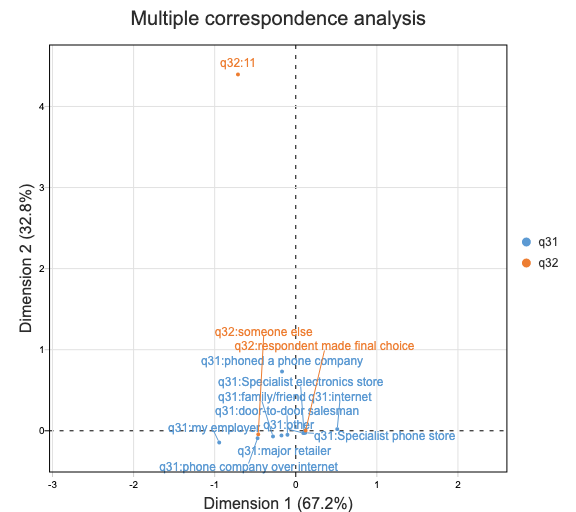 Multiple correspondence analysis
q32:11
4
3
2
1
0
Dimension 2 (32.8%)
q31
q32
q32:someone else
q32:respondent made final choice
q31:phoned a phone company
q31:Specialist electronics store
q31:family/friend q31:internet
q31:door-to-door salesman
q31:my employer q31:other
q31:Specialist phone store
q31:major retailer
q31:phone company over internet
-3 -2 -1 0 1 2
Dimension 1 (67.2%)